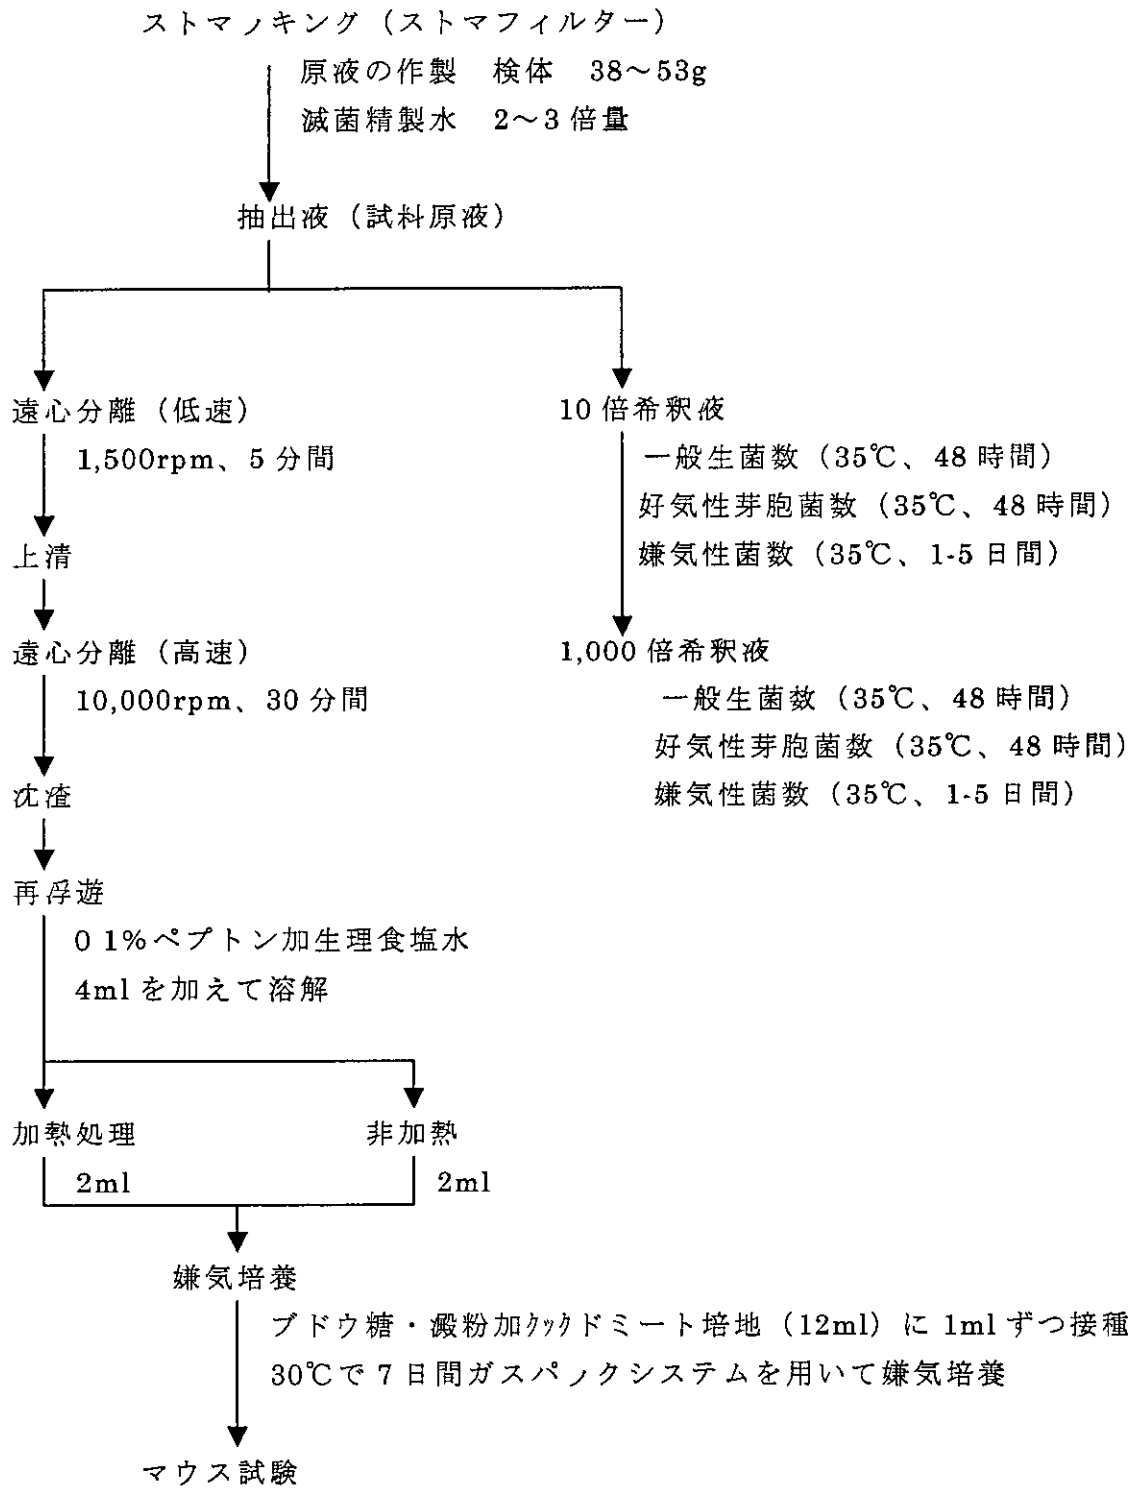 ストマノキング（ストマフィルター）
原液の作製　検体　38〜53g
滅菌精製水　2〜3倍量
抽出液（試料原液）
遠心分離（低速）
1,500rpm、5分間
上清
遠心分離（高速）
10,000rpm、30分間
沈渣
再浮遊
0 1%ペプトン加生理食塩水
4mlを加えて溶解
加熱処理
非加熱
2ml
2ml
10倍希釈液
一般生菌数（35℃、48時間）
好気性芽胞菌数（35℃、48時間）
嫌気性菌数（35℃、1-5日間）
1,000倍希釈液
一般生菌数（35℃、48時間）
好気性芽胞菌数（35℃、48時間）
嫌気性菌数（35℃、1-5日間）
嫌気培養
ブドウ糖・澱粉加ｸｯｸドミート培地（12ml）に1mlずつ接種
30℃で7日間ガスパノクシステムを用いて嫌気培養
マウス試験